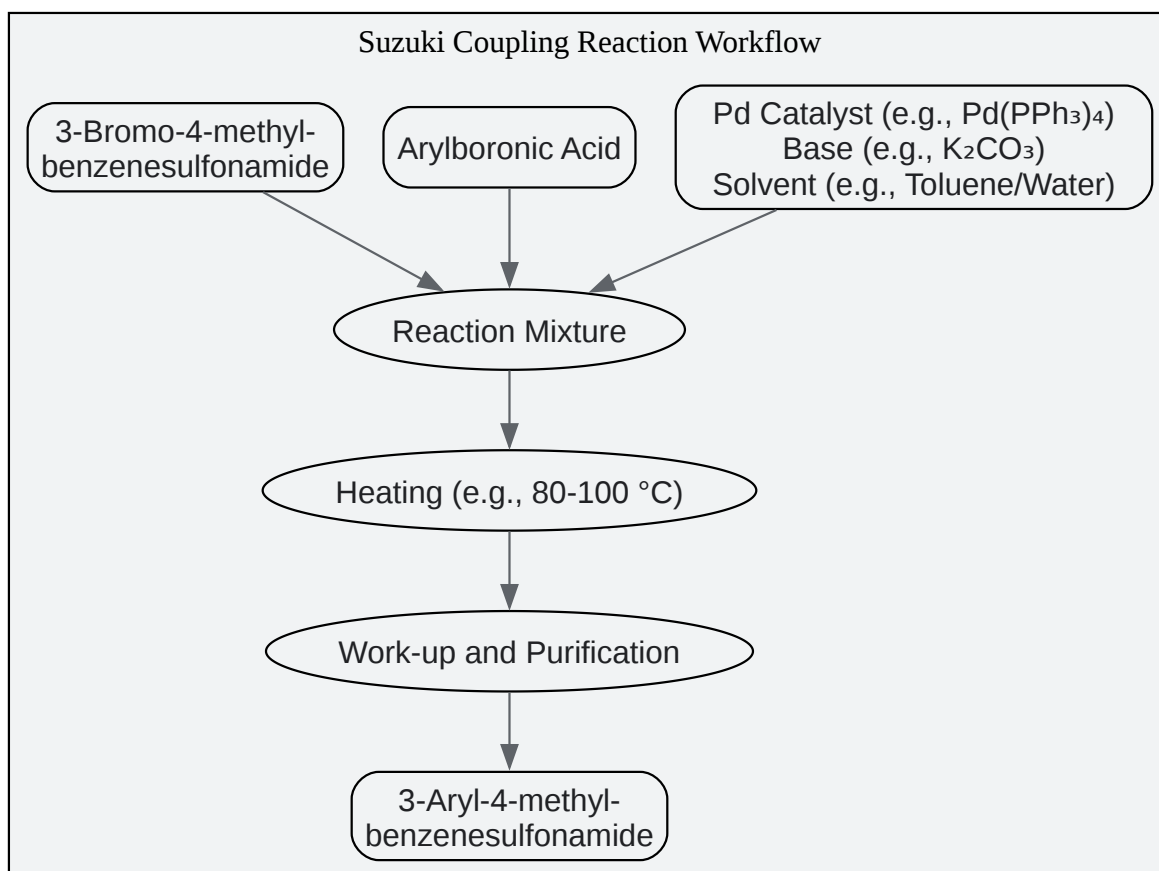 Suzuki Coupling Reaction Workflow
3-Bromo-4-methyl-
benzenesulfonamide
Arylboronic Acid
Pd Catalyst (e.g., Pd(PPh₃)₄)
Base (e.g., K₂CO₃)
Solvent (e.g., Toluene/Water)
Reaction Mixture
Heating (e.g., 80-100 °C)
Work-up and Purification
3-Aryl-4-methyl-
benzenesulfonamide